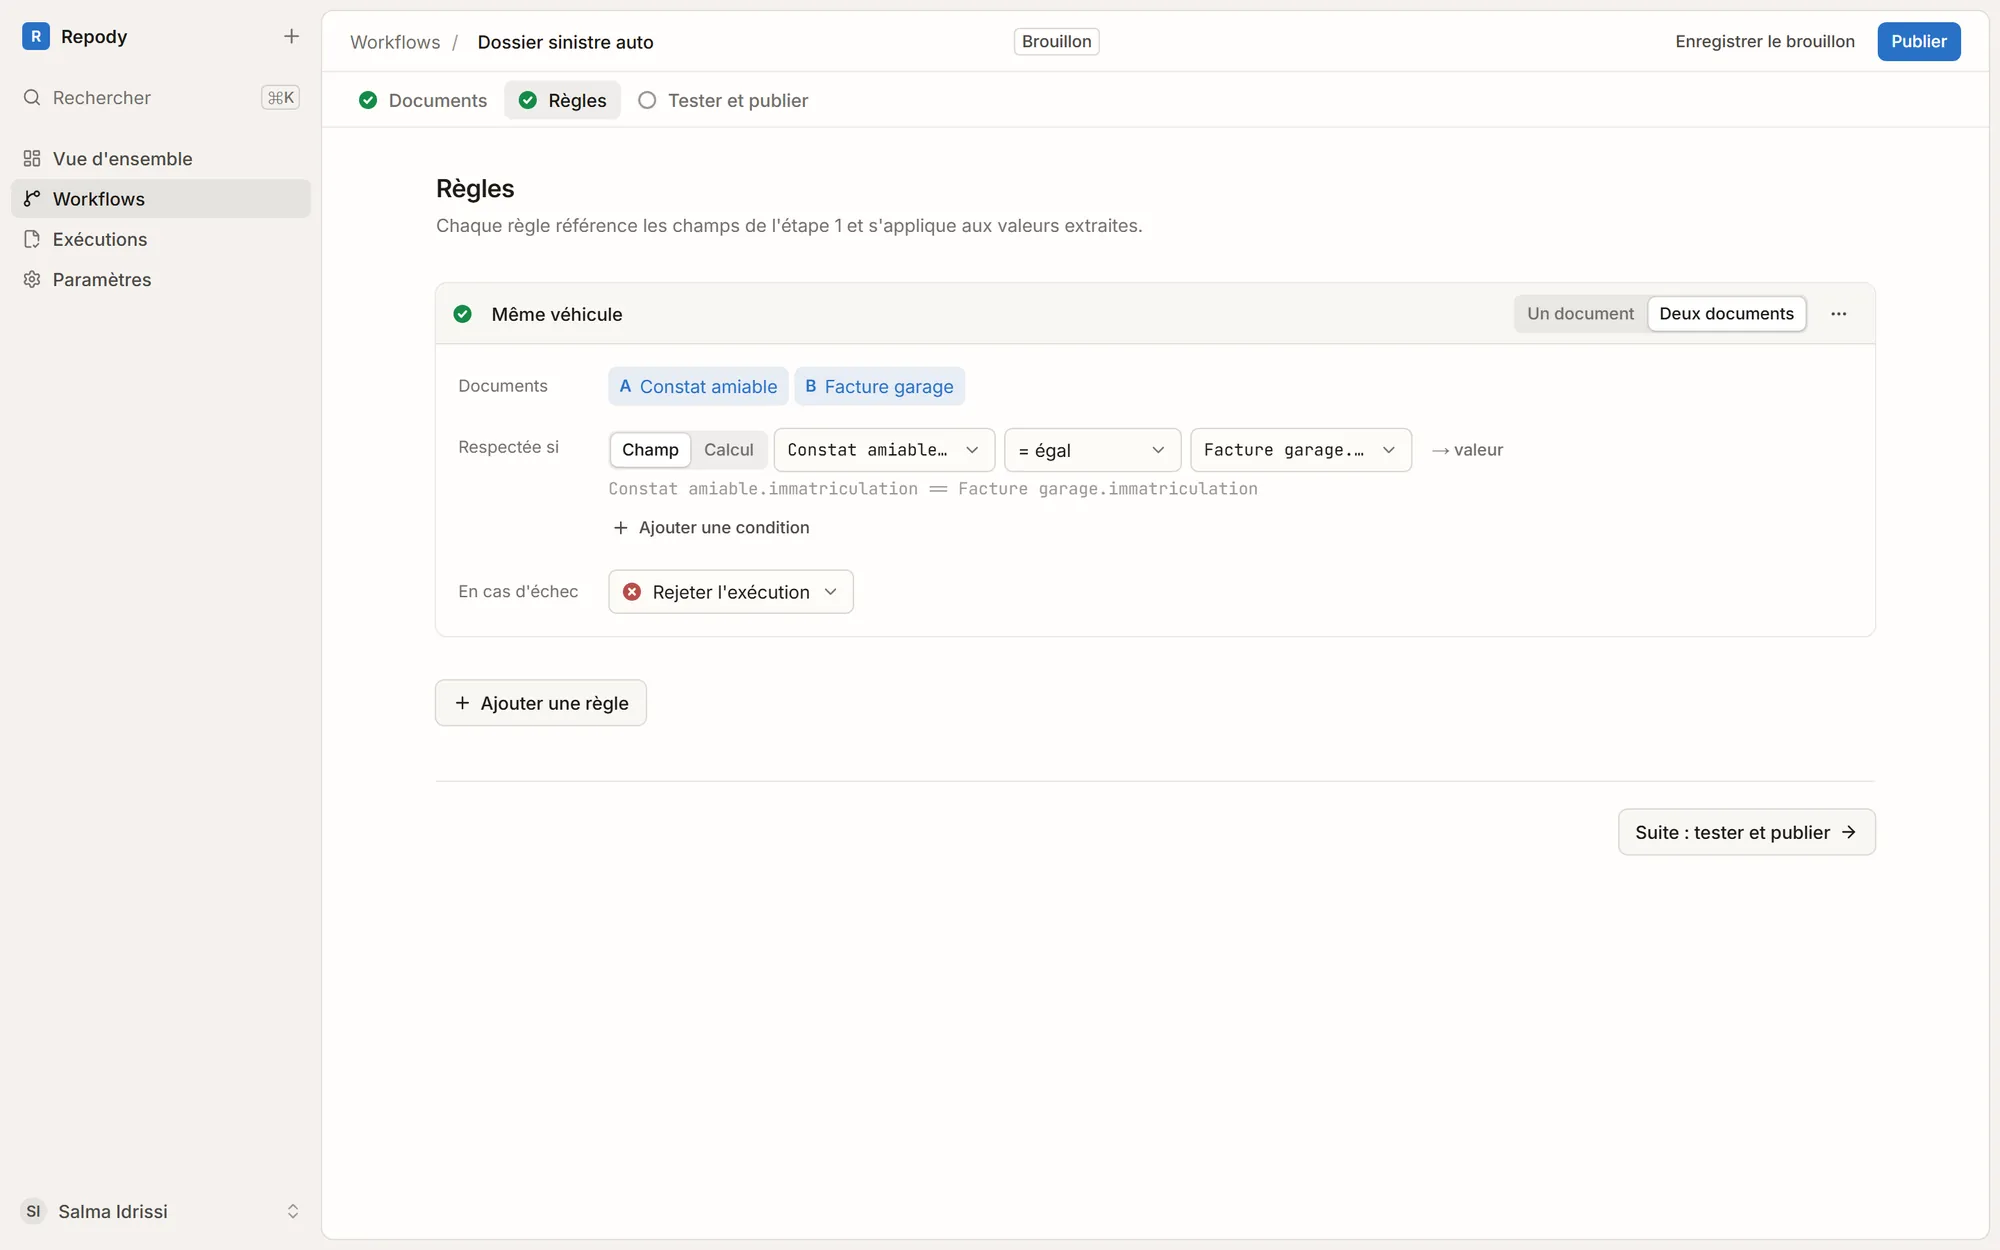 R Repody
Rechercher ⌘K
Vue d'ensemble
Workflows
Exécutions
Paramètres
SI Salma Idrissi
Workflows / Dossier sinistre auto
Brouillon
Enregistrer le brouillon
Publier
Documents
Règles
Tester et publier
Règles
Chaque règle référence les champs de l'étape 1 et s'applique aux valeurs extraites.
Même véhicule
Un document
Deux documents
Documents
A Constat amiable
B Facture garage
Respectée si
Champ
Calcul
Constat amiable…
= égal
Facture garage.…
→ valeur
Constat amiable.immatriculation == Facture garage.immatriculation
+ Ajouter une condition
En cas d'échec
Rejeter l'exécution
+ Ajouter une règle
Suite : tester et publier →